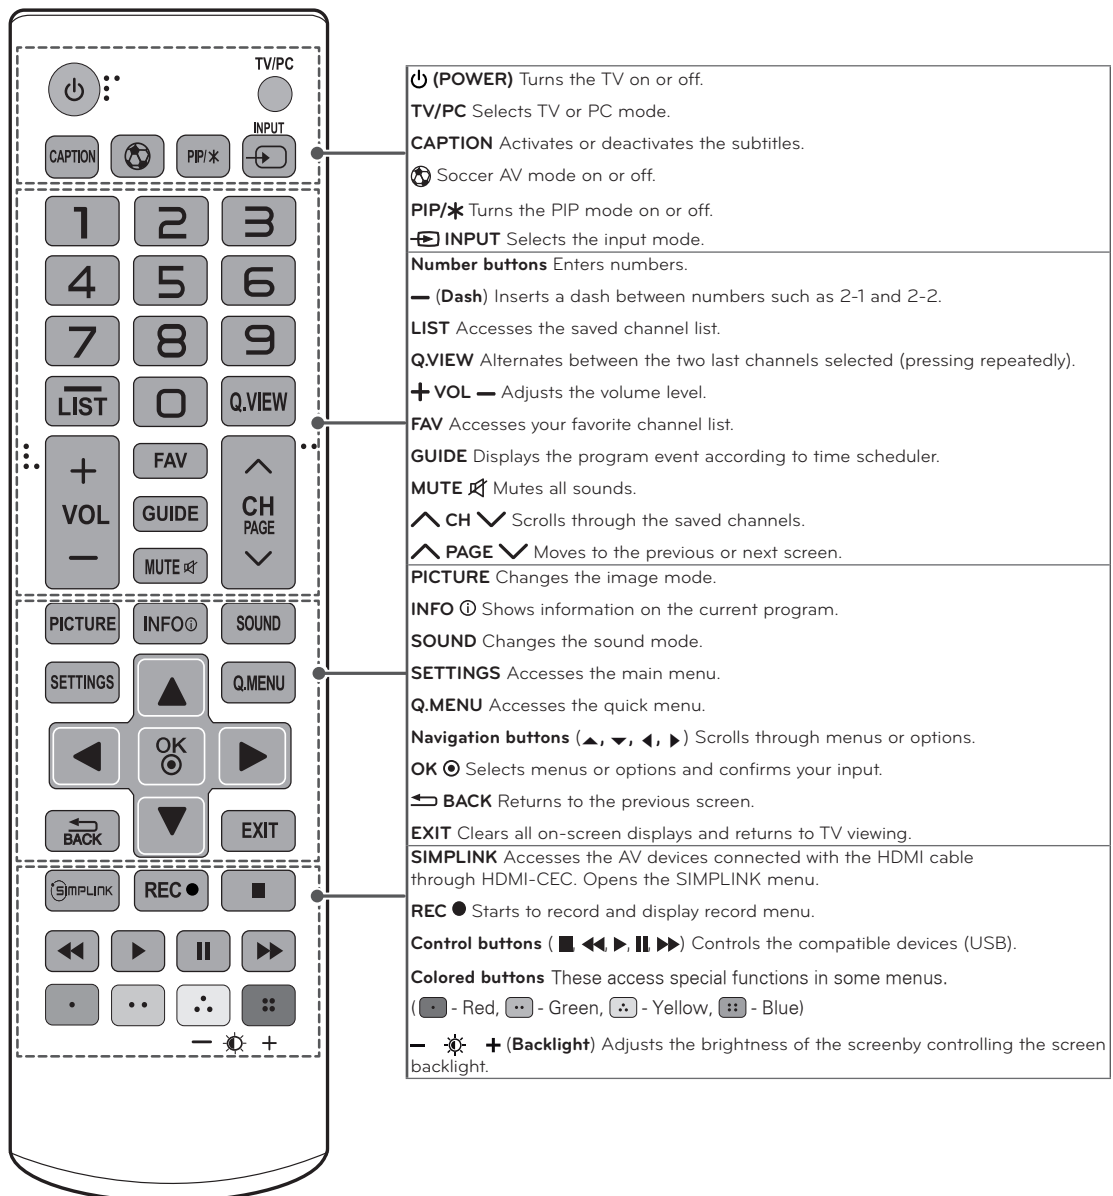 TV/PC
INPUT
CAPTION
PIP/*
1 2 3
4 5 6
7 8 9
LIST 0 Q.VIEW
+ VOL −
FAV
GUIDE
MUTE
CH
PAGE
PICTURE INFO SOUND
SETTINGS Q.MENU
OK
BACK EXIT
SIMPLINK REC
− +
(POWER) Turns the TV on or off.
TV/PC Selects TV or PC mode.
CAPTION Activates or deactivates the subtitles.
Soccer AV mode on or off.
PIP/* Turns the PIP mode on or off.
INPUT Selects the input mode.
Number buttons Enters numbers.
− (Dash) Inserts a dash between numbers such as 2-1 and 2-2.
LIST Accesses the saved channel list.
Q.VIEW Alternates between the two last channels selected (pressing repeatedly).
+ VOL − Adjusts the volume level.
FAV Accesses your favorite channel list.
GUIDE Displays the program event according to time scheduler.
MUTE Mutes all sounds.
CH Scrolls through the saved channels.
PAGE Moves to the previous or next screen.
PICTURE Changes the image mode.
INFO ⓘ Shows information on the current program.
SOUND Changes the sound mode.
SETTINGS Accesses the main menu.
Q.MENU Accesses the quick menu.
Navigation buttons (▲, ▼, ◀, ▶) Scrolls through menus or options.
OK ⊙ Selects menus or options and confirms your input.
BACK Returns to the previous screen.
EXIT Clears all on-screen displays and returns to TV viewing.
SIMPLINK Accesses the AV devices connected with the HDMI cable
through HDMI-CEC. Opens the SIMPLINK menu.
REC ● Starts to record and display record menu.
Control buttons (■, ◀◀, ▶, ❚❚, ▶▶) Controls the compatible devices (USB).
Colored buttons These access special functions in some menus.
( - Red, - Green, - Yellow, - Blue)
− + (Backlight) Adjusts the brightness of the screenby controlling the screen
backlight.